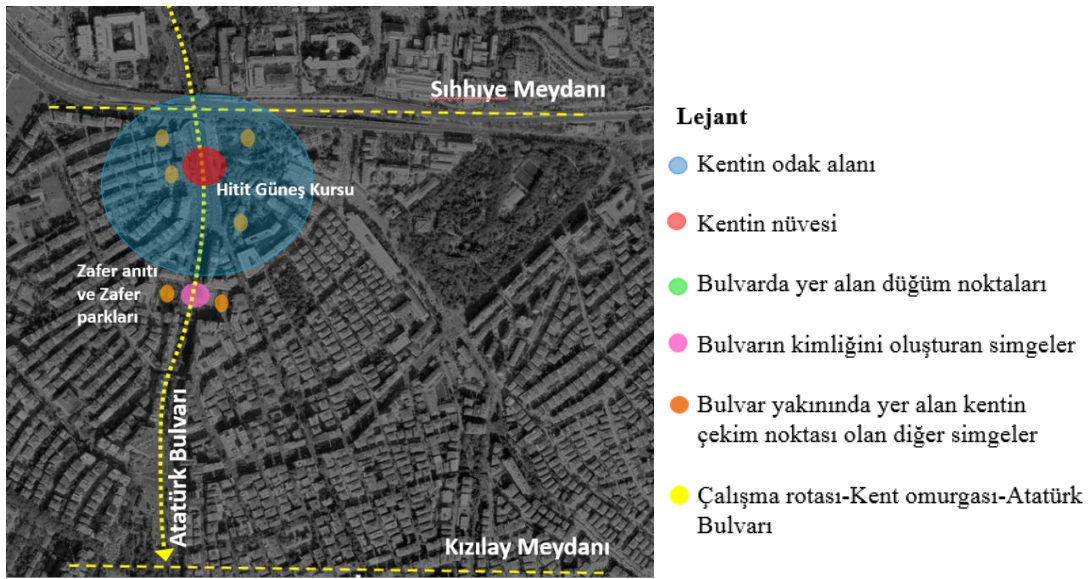 Sıhhıye Meydanı
Hitit Güneş Kursu
Zafer anıtı
ve Zafer
parkları
Atatürk Bulvarı
Kızılay Meydanı
Lejant
Kentin odak alanı
Kentin nüvesi
Bulvarda yer alan düğüm noktaları
Bulvarın kimliğini oluşturan simgeler
Bulvar yakınında yer alan kentin
çekim noktası olan diğer simgeler
Çalışma rotası-Kent omurgası-Atatürk
Bulvarı